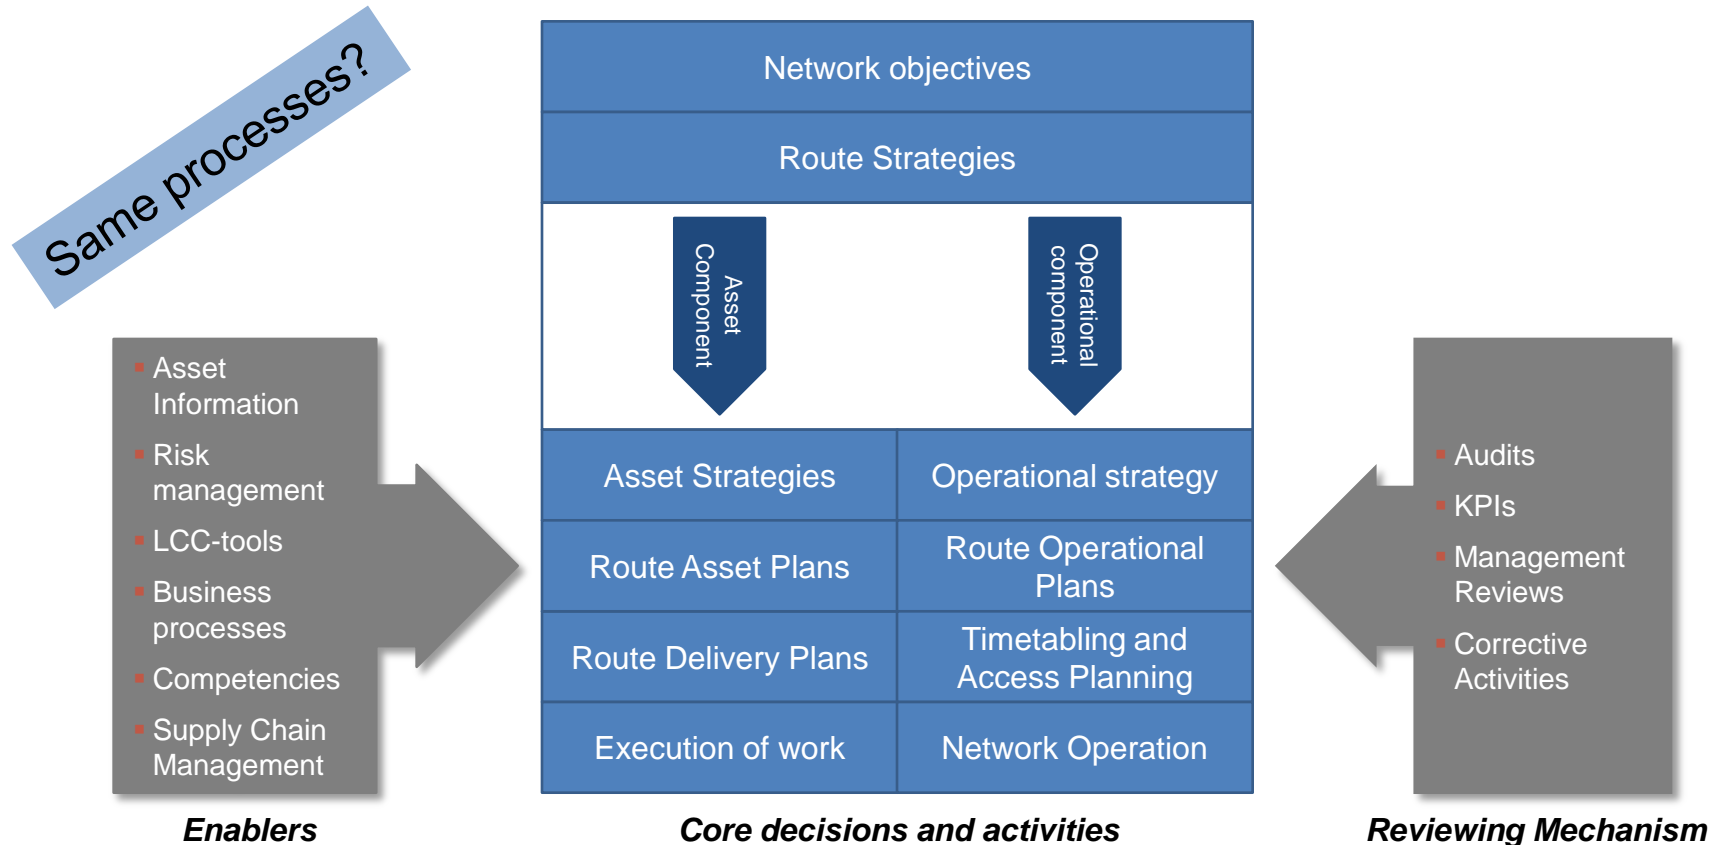 Same processes?
Network objectives
Route Strategies
Asset
Component
Operational
component
Asset
Information
Risk
management
LCC-tools
Business
processes
Competencies
Supply Chain
Management
Asset Strategies
Operational strategy
Route Asset Plans
Route Operational
Plans
Route Delivery Plans
Timetabling and
Access Planning
Execution of work
Network Operation
Audits
KPIs
Management
Reviews
Corrective
Activities
Enablers
Core decisions and activities
Reviewing Mechanism